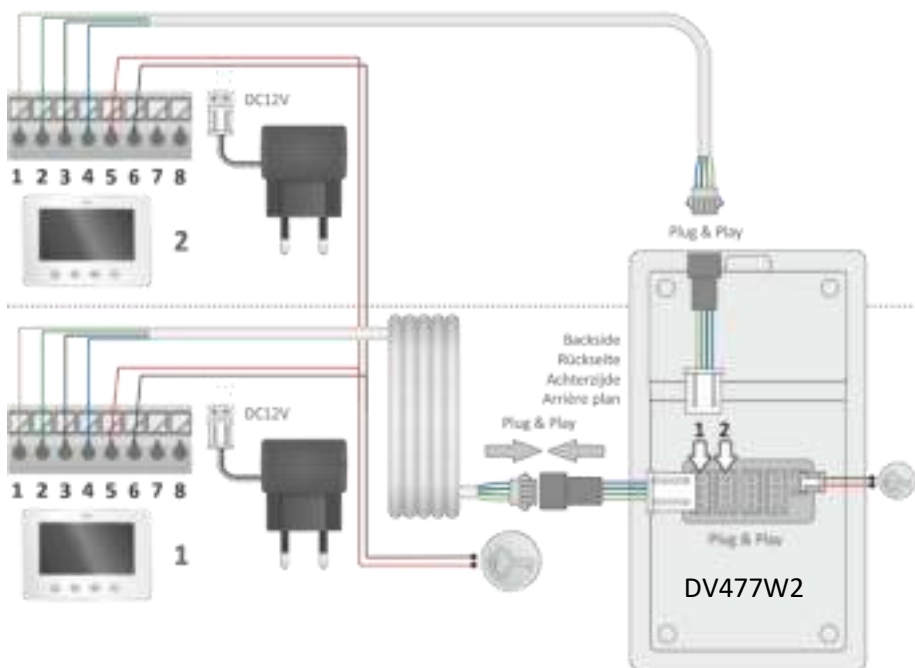 DC12V
1 2 3 4 5 6 7 8
2
Plug & Play
Backside
Rückseite
Achterzijde
Arrière plan
Plug & Play
DC12V
1 2 3 4 5 6 7 8
1
1 2
Plug & Play
DV477W2